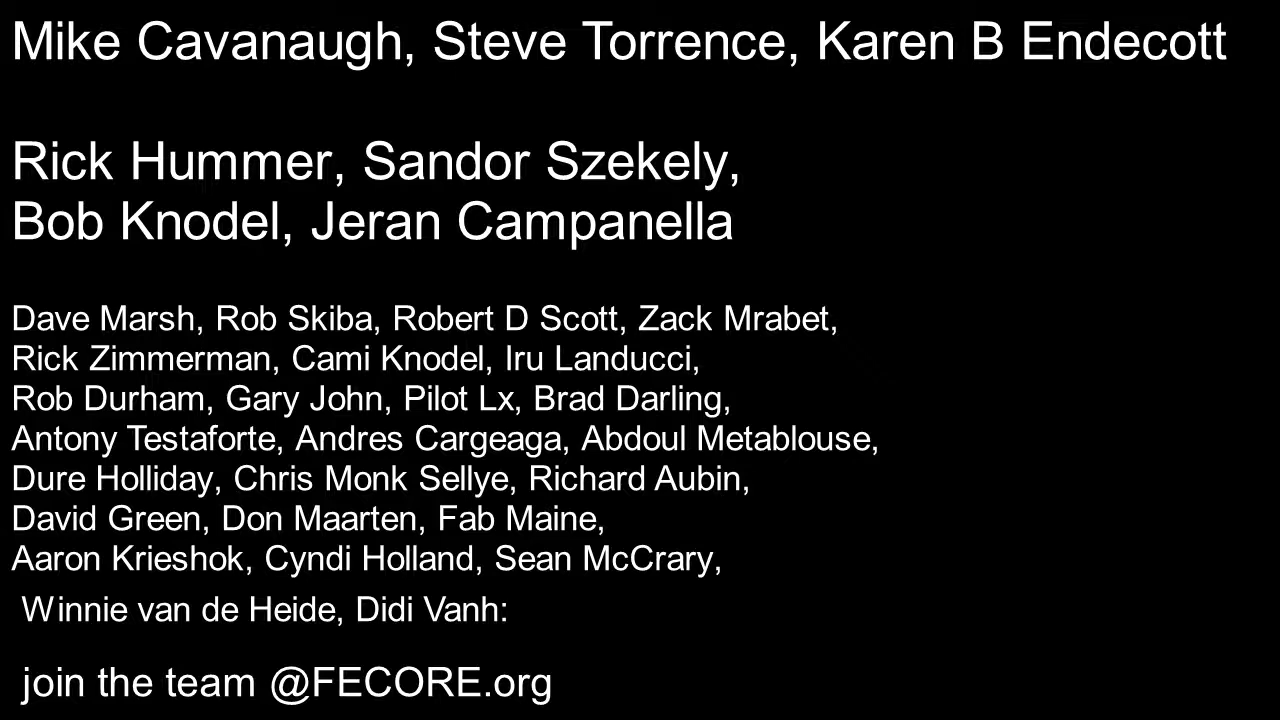 Mike Cavanaugh, Steve Torrence, Karen B Endecott
Rick Hummer, Sandor Szekely,
Bob Knodel, Jeran Campanella
Dave Marsh, Rob Skiba, Robert D Scott, Zack Mrabet,
Rick Zimmerman, Cami Knodel, Iru Landucci,
Rob Durham, Gary John, Pilot Lx, Brad Darling,
Antony Testaforte, Andres Cargeaga, Abdoul Metablouse,
Dure Holliday, Chris Monk Sellye, Richard Aubin,
David Green, Don Maarten, Fab Maine,
Aaron Krieshok, Cyndi Holland, Sean McCrary,
Winnie van de Heide, Didi Vanh:
join the team @FECORE.org